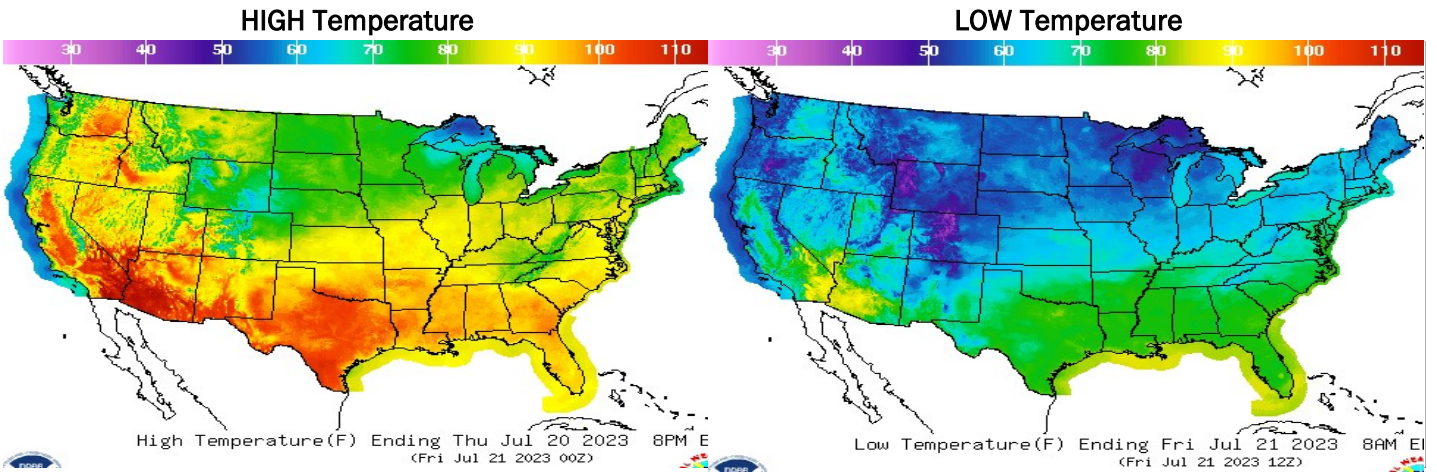 HIGH Temperature
LOW Temperature
30 40 50 60 70 80 90 100 110
30 40 50 60 70 80 90 100 110
High Temperature(F) Ending Thu Jul 20 2023 8PM E
(Fri Jul 21 2023 00Z)
Low Temperature(F) Ending Fri Jul 21 2023 8AM E
(Fri Jul 21 2023 12Z)